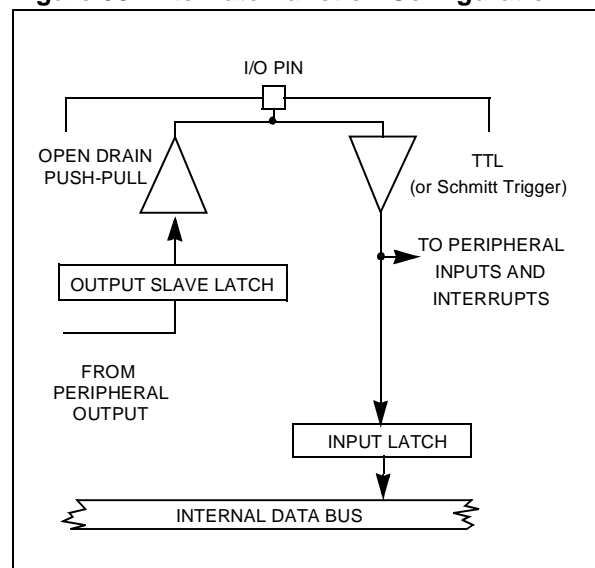 I/O PIN
OPEN DRAIN
PUSH-PULL
TTL
(or Schmitt Trigger)
TO PERIPHERAL
INPUTS AND
INTERRUPTS
OUTPUT SLAVE LATCH
FROM
PERIPHERAL
OUTPUT
INPUT LATCH
INTERNAL DATA BUS